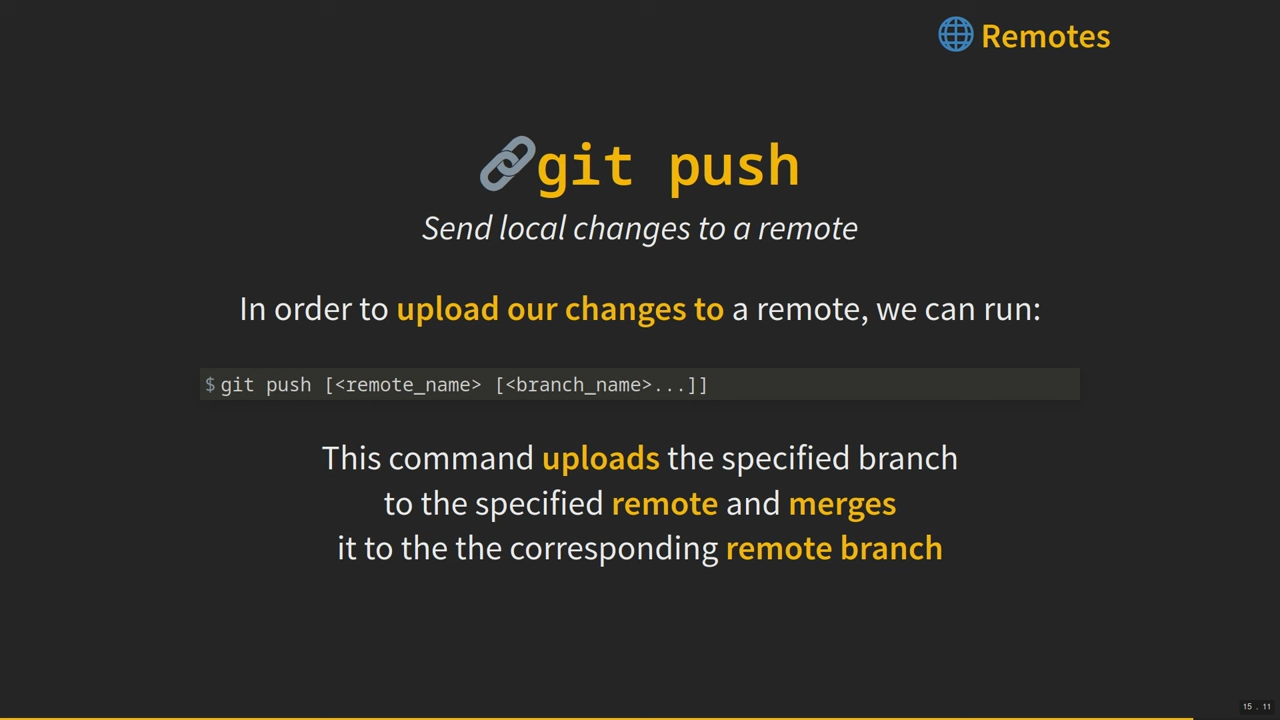 Remotes
git push
Send local changes to a remote
In order to upload our changes to a remote, we can run:
$ git push [<remote_name> [<branch_name>...]]
This command uploads the specified branch
to the specified remote and merges
it to the the corresponding remote branch
15 . 11